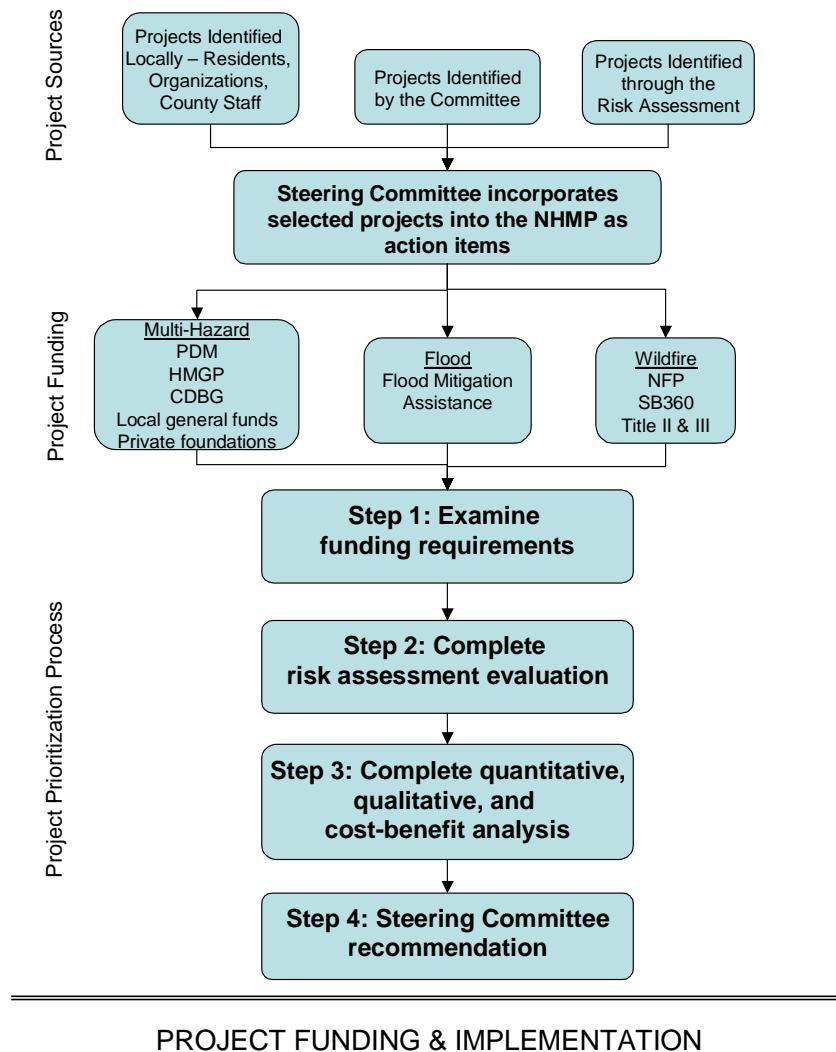 Project Sources
Projects Identified
Locally – Residents,
Organizations,
County Staff
Projects Identified
by the Committee
Projects Identified
through the
Risk Assessment
Steering Committee incorporates
selected projects into the NHMP as
action items
Project Funding
Multi-Hazard
PDM
HMGP
CDBG
Local general funds
Private foundations
Flood
Flood Mitigation
Assistance
Wildfire
NFP
SB360
Title II & III
Project Prioritization Process
Step 1: Examine
funding requirements
Step 2: Complete
risk assessment evaluation
Step 3: Complete quantitative,
qualitative, and
cost-benefit analysis
Step 4: Steering Committee
recommendation
PROJECT FUNDING & IMPLEMENTATION